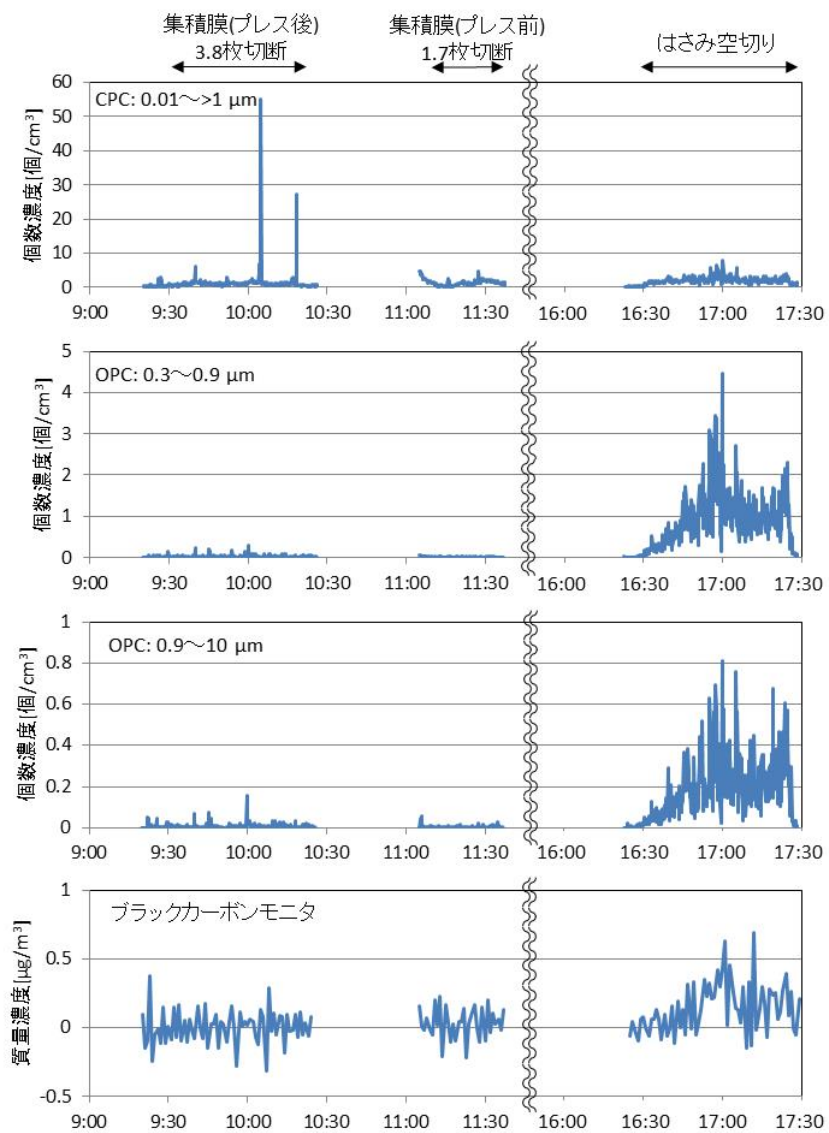 集積膜(プレス後)
3.8枚切断
集積膜(プレス前)
1.7枚切断
はさみ空切り
CPC: 0.01～>1 μm
個数濃度[個/cm³]
60
50
40
30
20
10
0
9:00 9:30 10:00 10:30 11:00 11:30 16:00 16:30 17:00 17:30
OPC: 0.3～0.9 μm
個数濃度[個/cm³]
5
4
3
2
1
0
9:00 9:30 10:00 10:30 11:00 11:30 16:00 16:30 17:00 17:30
OPC: 0.9～10 μm
個数濃度[個/cm³]
1
0.8
0.6
0.4
0.2
0
9:00 9:30 10:00 10:30 11:00 11:30 16:00 16:30 17:00 17:30
ブラックカーボンモニタ
質量濃度[μg/m³]
1
0.5
0
-0.5
9:00 9:30 10:00 10:30 11:00 11:30 16:00 16:30 17:00 17:30